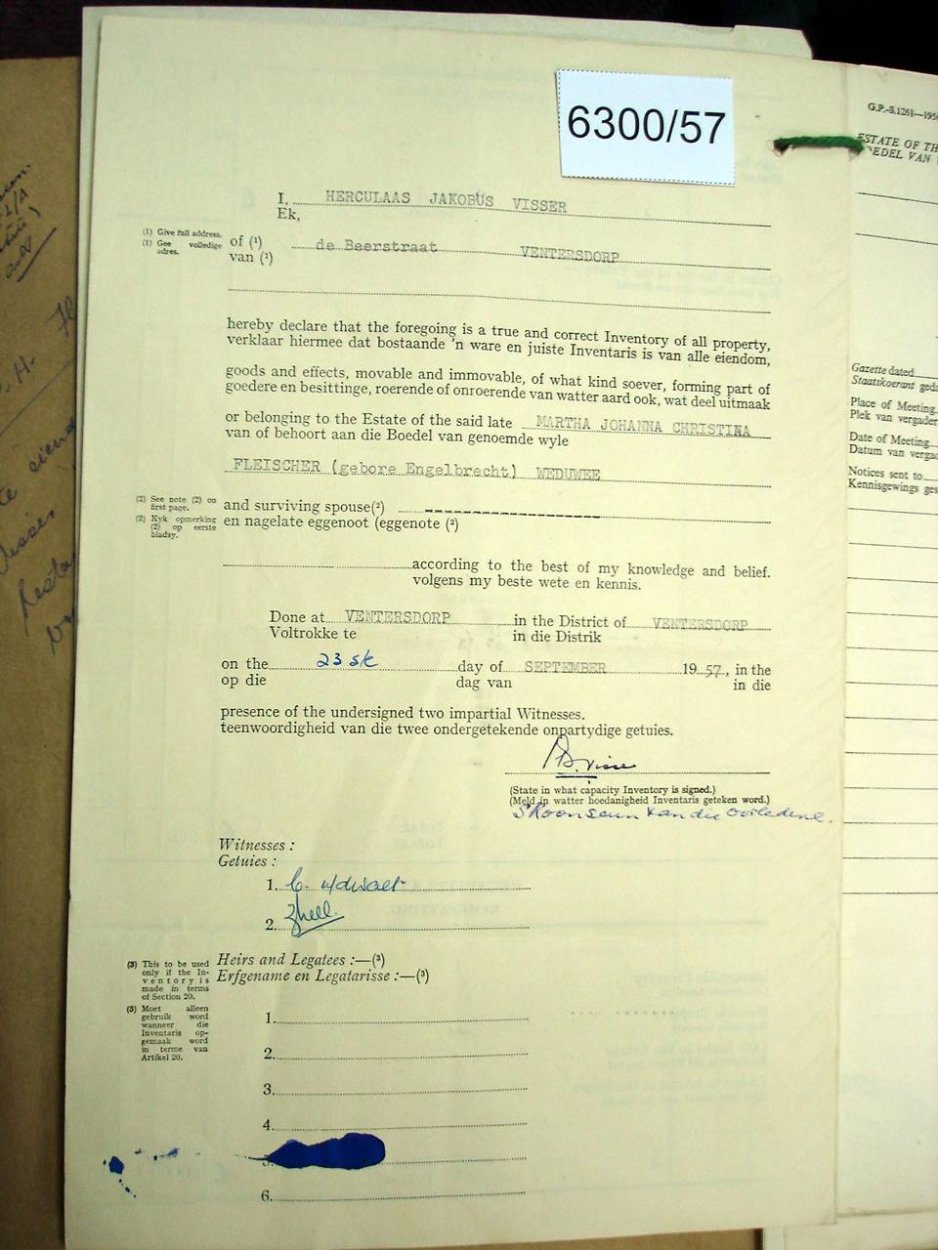 6300/57
I, HERCULAAS JAKOBUS VISSER
Ek,
(1) Give full address.
(1) Gee volledige adres.
of (¹) de Beerstraat VENTERSDORP
van (¹)
hereby declare that the foregoing is a true and correct Inventory of all property,
verklaar hiermee dat bostaande 'n ware en juiste Inventaris is van alle eiendom,
goods and effects, movable and immovable, of what kind soever, forming part of
goedere en besittinge, roerende of onroerende van watter aard ook, wat deel uitmaak
or belonging to the Estate of the said late MARTHA JOHANNA CHRISTINA
van of behoort aan die Boedel van genoemde wyle
FLEISCHER (gebore Engelbrecht) WEDUWEE
(2) See note (2) on first page.
(2) Kyk opmerking (2) op eerste bladsy.
and surviving spouse(²)
en nagelate eggenoot (eggenote (²)
according to the best of my knowledge and belief.
volgens my beste wete en kennis.
Done at VENTERSDORP in the District of VENTERSDORP
Voltrokke te in die Distrik
on the 23 ste day of SEPTEMBER 1957, in the
op die dag van in die
presence of the undersigned two impartial Witnesses.
teenwoordigheid van die twee ondergetekende onpartydige getuies.
Visser
(State in what capacity Inventory is signed.)
(Meld in watter hoedanigheid Inventaris geteken word.)
Skoonseun van die oorledene.
Witnesses :
Getuies :
1.
2.
(3) This to be used only if the Inventory is made in terms of Section 20.
(3) Moet alleen gebruik word wanneer die Inventaris opgemaak word in terme van Artikel 20.
Heirs and Legatees :—(³)
Erfgename en Legatarisse :—(³)
1.
2.
3.
4.
6.
ESTATE OF TH
Gazette dated
Staatskoerant ged
Place of Meeting
Plek van vergader
Date of Meeting
Datum van vergad
Notices sent to
Kennisgewings ges